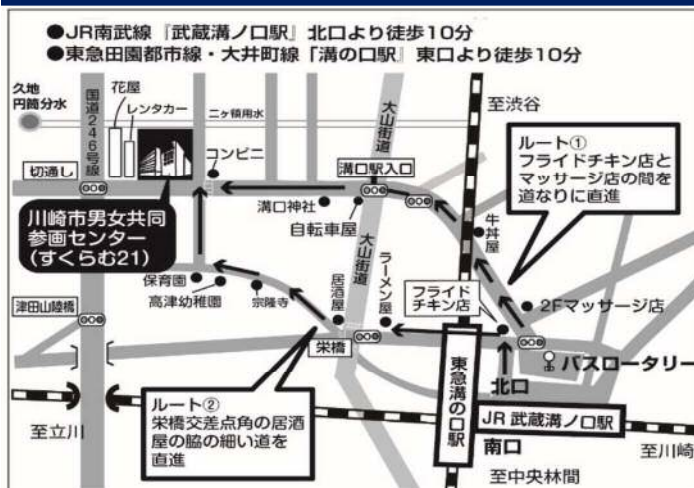 ●JR南武線『武蔵溝ノ口駅』北口より徒歩10分
●東急田園都市線・大井町線「溝の口駅」東口より徒歩10分
久地
円筒分水
国道246号線
花屋
レンタカー
二ヶ領用水
コンビニ
大山街道
至渋谷
切通し
溝口駅入口
ルート①
フライドチキン店と
マッサージ店の間を
道なりに直進
川崎市男女共同
参画センター
(すくらむ21)
溝口神社
自転車屋
牛丼屋
保育園
高津幼稚園
宗隆寺
大山街道
居酒屋
ラーメン屋
フライド
チキン店
2Fマッサージ店
津田山陸橋
栄橋
バスロータリー
北口
東急溝の口駅
ルート②
栄橋交差点角の居酒
屋の脇の細い道を
直進
JR 武蔵溝ノ口駅
南口
至立川
至川崎
至中央林間